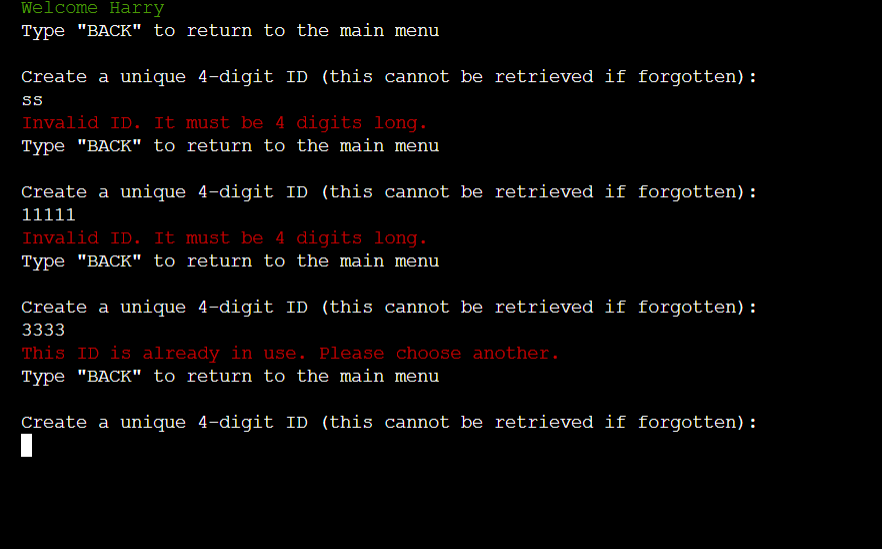 Welcome Harry
Type "BACK" to return to the main menu
Create a unique 4-digit ID (this cannot be retrieved if forgotten):
ss
Invalid ID. It must be 4 digits long.
Type "BACK" to return to the main menu
Create a unique 4-digit ID (this cannot be retrieved if forgotten):
11111
Invalid ID. It must be 4 digits long.
Type "BACK" to return to the main menu
Create a unique 4-digit ID (this cannot be retrieved if forgotten):
3333
This ID is already in use. Please choose another.
Type "BACK" to return to the main menu
Create a unique 4-digit ID (this cannot be retrieved if forgotten):